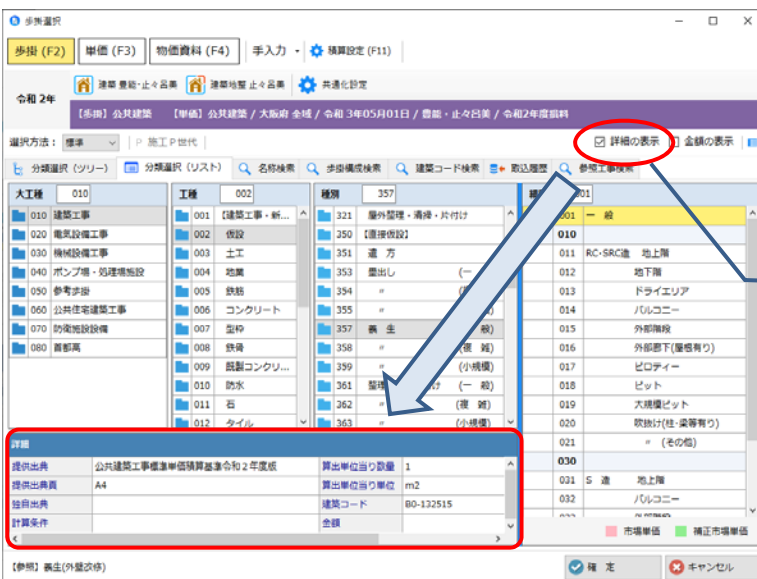 歩掛選択
歩掛 (F2) 単価 (F3) 物価資料 (F4) 手入力 積算設定 (F11)
令和 2年 建築 豊能・止々呂美 建築地整 止々呂美 共通化設定
【歩掛】公共建築 【単価】公共建築 / 大阪府 全域 / 令和 3年05月01日 / 豊能・止々呂美 / 令和2年度損料
選択方法： 標準 P 施工P世代 詳細の表示 金額の表示
分類選択 (ツリー) 分類選択 (リスト) 名称検索 歩掛構成検索 建築コード検索 取込履歴 参照工事検索
大工種 010 工種 002 種別 357
010 建築工事 001 【建築工事・新... 321 屋外整理・清掃・片付け 001 一 般
020 電気設備工事 002 仮設 350 【直接仮設】 010
030 機械設備工事 003 土工 351 遣 方 011 RC・SRC造 地上階
040 ポンプ場・処理場施設 004 地業 353 墨出し (一 012 地下階
050 参考歩掛 005 鉄筋 354 〃 013 ドライエリア
060 公共住宅建築工事 006 コンクリート 355 〃 014 バルコニー
070 防衛施設設備 007 型枠 357 養 生 般) 015 外部階段
080 首都高 008 鉄骨 358 〃 (複 雑) 016 外部廊下(屋根有り)
009 既製コンクリ... 359 〃 (小規模) 017 ピロティー
010 防水 361 整理 け (一 般) 018 ピット
011 石 362 〃 (複 雑) 019 大規模ピット
012 タイル 363 〃 (小規模) 020 吹抜け(柱・梁等有り)
021 〃 (その他)
030
031 S 造 地上階
032 バルコニー
詳細
提供出典 公共建築工事標準単価積算基準令和2年度版 算出単位当り数量 1
提供出典頁 A4 算出単位当り単位 m2
独自出典 建築コード B0-132515
計算条件 金額
市場単価 補正市場単価
【参照】養生(外壁改修) 確 定 キャンセル